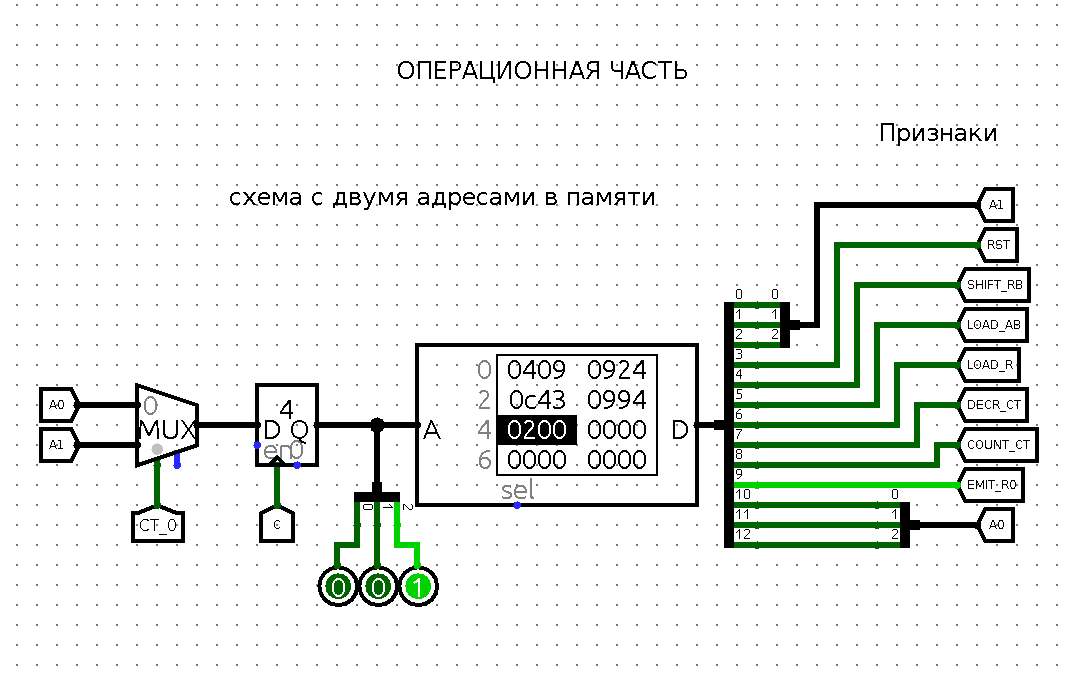 ОПЕРАЦИОННАЯ ЧАСТЬ
Признаки
схема с двумя адресами в памяти
A1
RST
SHIFT_RB
LOAD_AB
LOAD_R
DECR_CT
COUNT_CT
EMIT-R0
A0
0 0
1 1
2 2
3
4
5
6
7
8
9
10 0
11 1
12 2
A0
A1
0
MUX
CT_0
4
D Q
en 0
c
0 1 2
0 0 1
A
0 0409 0924
2 0c43 0994
4 0200 0000
6 0000 0000
sel
D